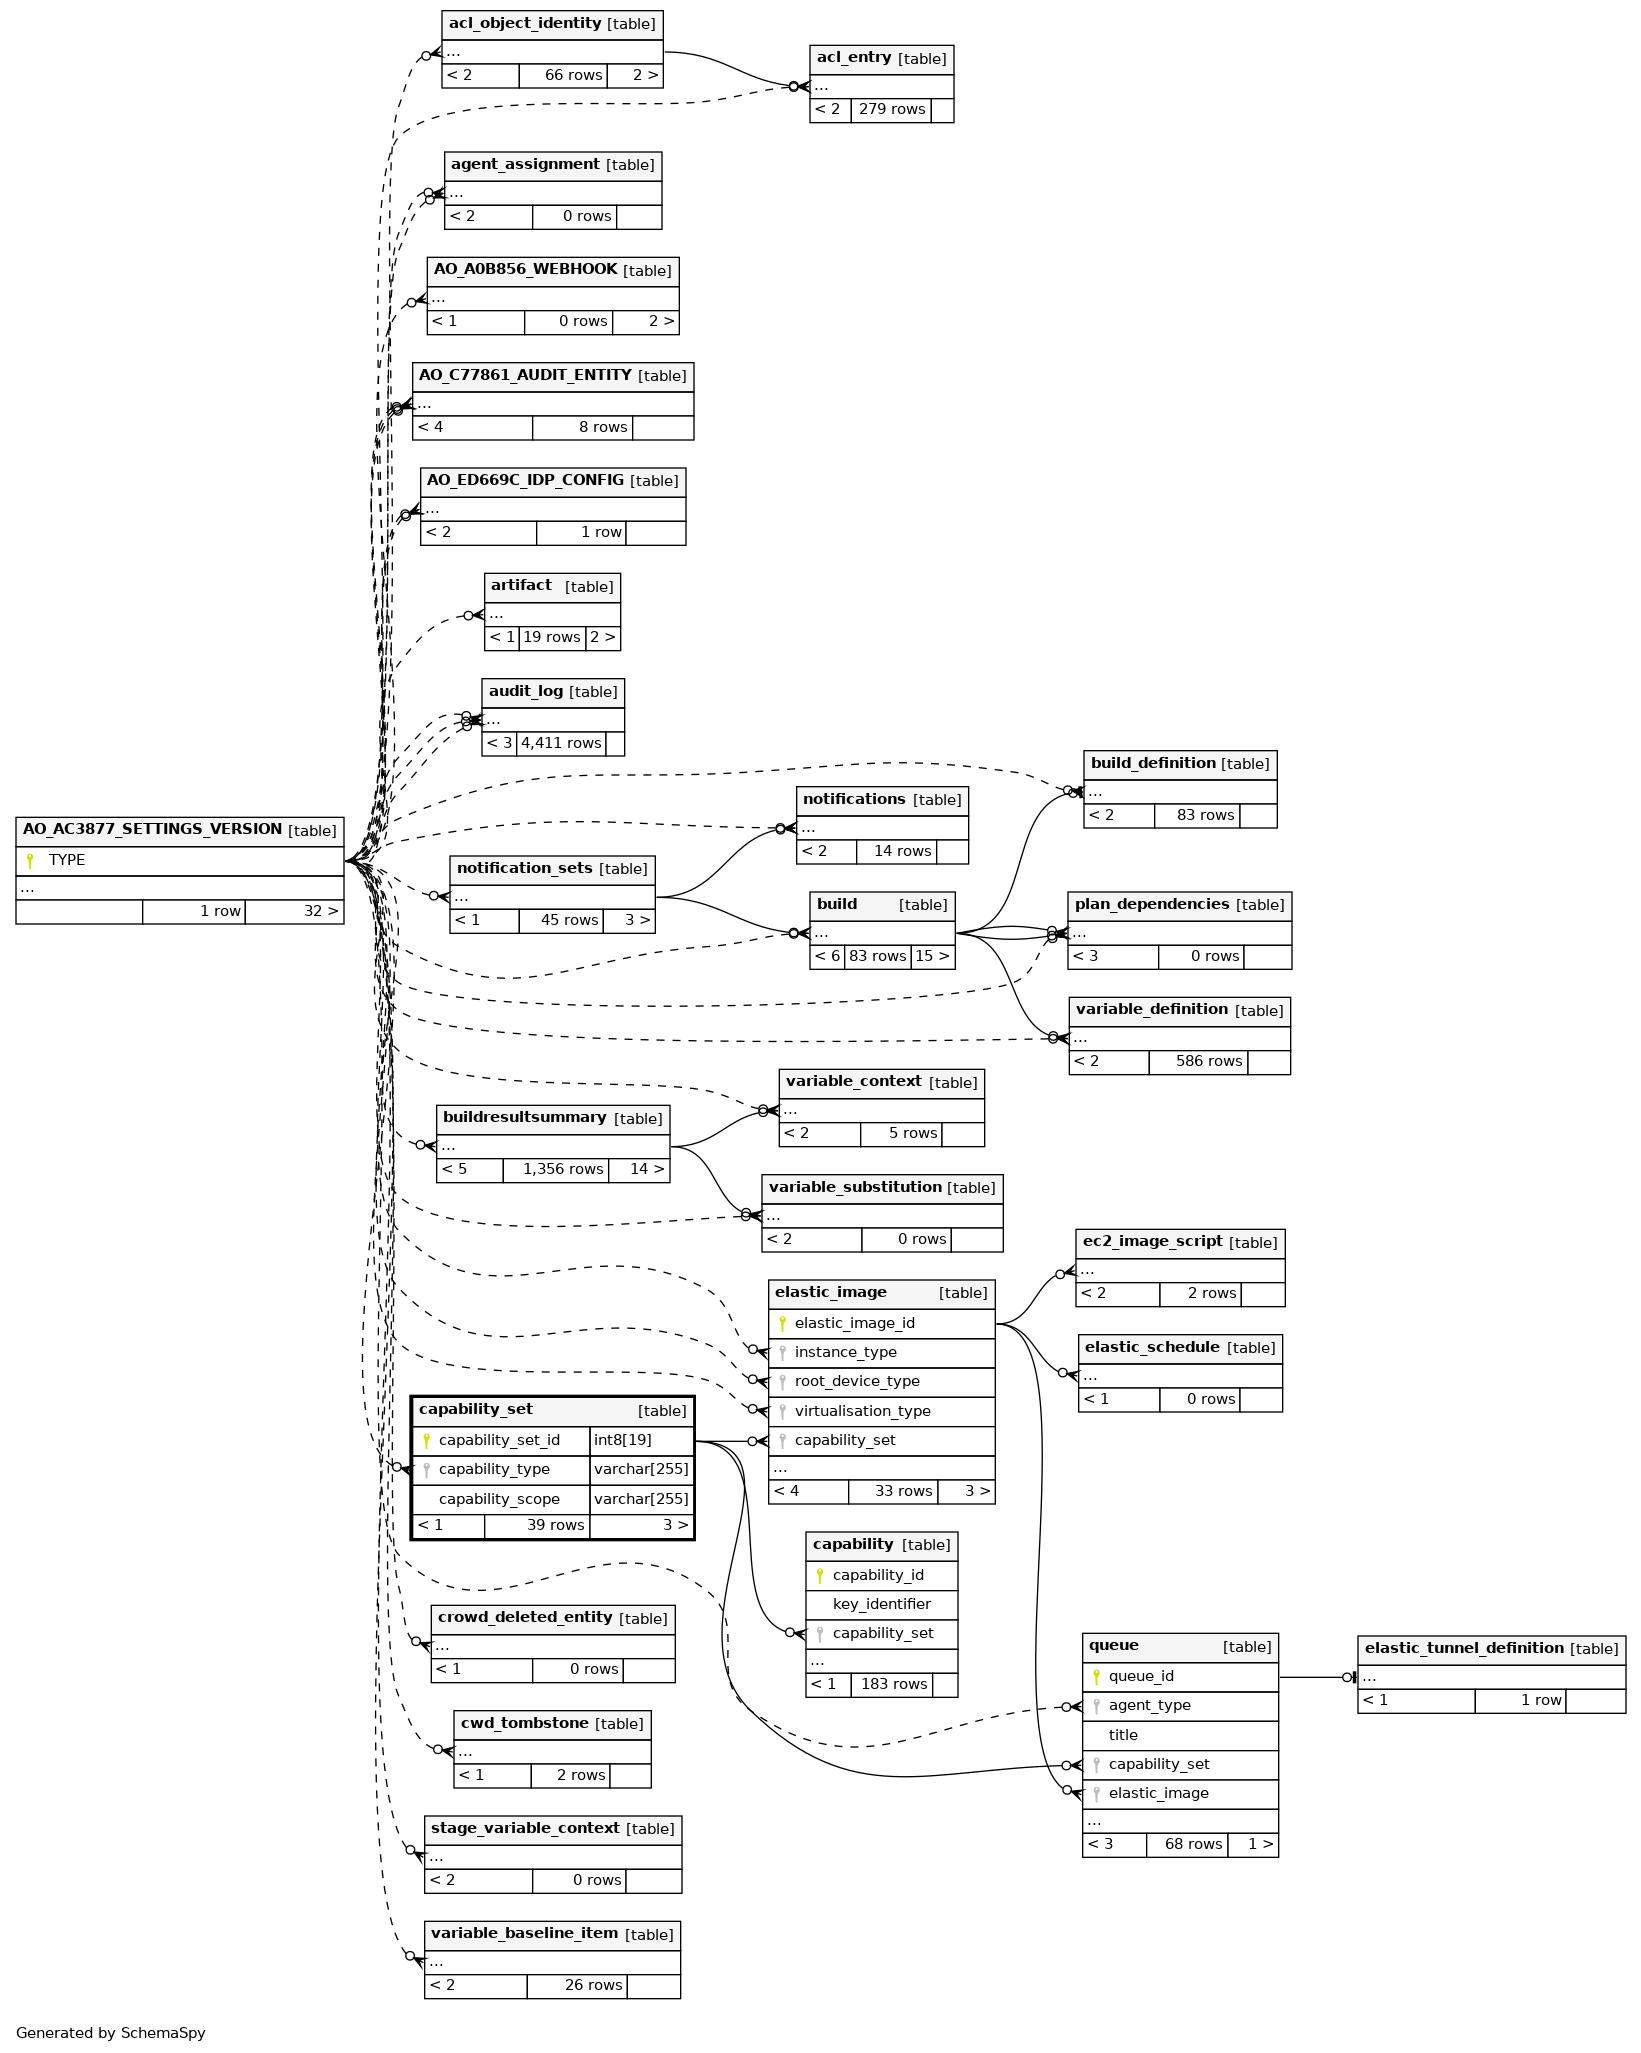 acl_object_identity [table]
...
< 2 66 rows 2 >
acl_entry [table]
...
< 2 279 rows
agent_assignment [table]
...
< 2 0 rows
AO_A0B856_WEBHOOK [table]
...
< 1 0 rows 2 >
AO_C77861_AUDIT_ENTITY [table]
...
< 4 8 rows
AO_ED669C_IDP_CONFIG [table]
...
< 2 1 row
artifact [table]
...
< 1 19 rows 2 >
audit_log [table]
...
< 3 4,411 rows
build_definition [table]
...
< 2 83 rows
notifications [table]
...
< 2 14 rows
AO_AC3877_SETTINGS_VERSION [table]
TYPE
...
1 row 32 >
notification_sets [table]
...
< 1 45 rows 3 >
build [table]
...
< 6 83 rows 15 >
plan_dependencies [table]
...
< 3 0 rows
variable_definition [table]
...
< 2 586 rows
variable_context [table]
...
< 2 5 rows
buildresultsummary [table]
...
< 5 1,356 rows 14 >
variable_substitution [table]
...
< 2 0 rows
ec2_image_script [table]
...
< 2 2 rows
elastic_image [table]
elastic_image_id
instance_type
root_device_type
virtualisation_type
capability_set
...
< 4 33 rows 3 >
elastic_schedule [table]
...
< 1 0 rows
capability_set [table]
capability_set_id int8[19]
capability_type varchar[255]
capability_scope varchar[255]
< 1 39 rows 3 >
capability [table]
capability_id
key_identifier
capability_set
...
< 1 183 rows
crowd_deleted_entity [table]
...
< 1 0 rows
queue [table]
queue_id
agent_type
title
capability_set
elastic_image
...
< 3 68 rows 1 >
elastic_tunnel_definition [table]
...
< 1 1 row
cwd_tombstone [table]
...
< 1 2 rows
stage_variable_context [table]
...
< 2 0 rows
variable_baseline_item [table]
...
< 2 26 rows
Generated by SchemaSpy